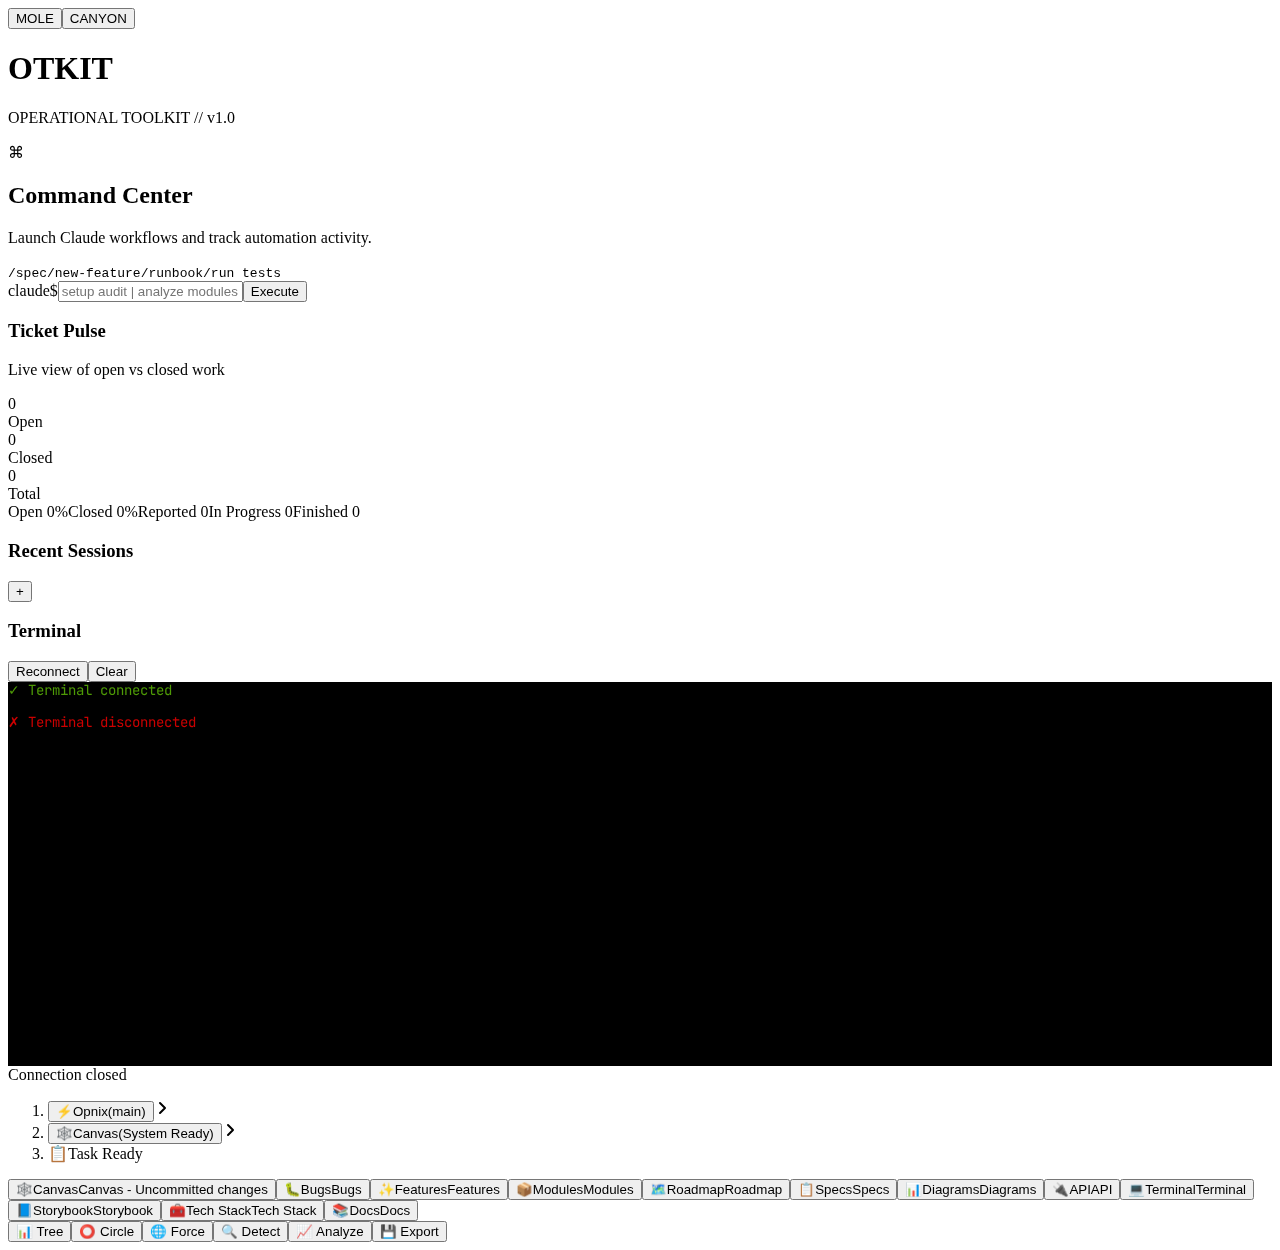 MOLE CANYON
OTKIT
OPERATIONAL TOOLKIT // v1.0
⌘
Command Center
Launch Claude workflows and track automation activity.
/spec/new-feature/runbook/run tests
claude$ setup audit | analyze modules Execute
Ticket Pulse
Live view of open vs closed work
0
Open
0
Closed
0
Total
Open 0%Closed 0%Reported 0In Progress 0Finished 0
Recent Sessions
+
Terminal
Reconnect Clear
✓ Terminal connected
✗ Terminal disconnected
Connection closed
1. ⚡Opnix(main)
2. 🕸️Canvas(System Ready)
3. 📋Task Ready
🕸️CanvasCanvas - Uncommitted changes 🐛BugsBugs ✨FeaturesFeatures 📦ModulesModules 🗺️RoadmapRoadmap 📋SpecsSpecs 📊DiagramsDiagrams 🔌APIAPI 💻TerminalTerminal
📘StorybookStorybook 🧰Tech StackTech Stack 📚DocsDocs
📊 Tree ⭕ Circle 🌐 Force 🔍 Detect 📈 Analyze 💾 Export